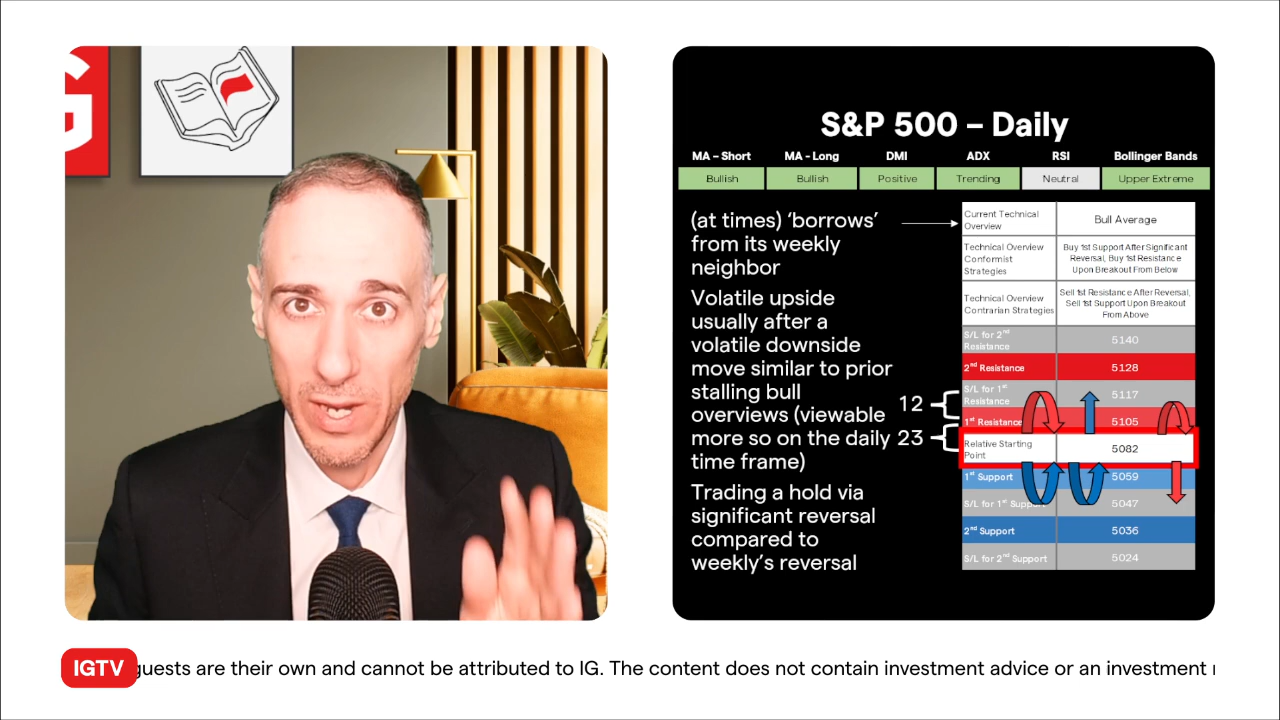 G
S&P 500 – Daily
MA – Short MA - Long DMI ADX RSI Bollinger Bands
Bullish Bullish Positive Trending Neutral Upper Extreme
(at times) ‘borrows’
from its weekly
neighbor
Volatile upside
usually after a
volatile downside
move similar to prior
stalling bull
overviews (viewable
more so on the daily
time frame)
Trading a hold via
significant reversal
compared to
weekly’s reversal
12
23
Current Technical
Overview
Bull Average
Technical Overview
Conformist
Strategies
Buy 1st Support After Significant
Reversal, Buy 1st Resistance
Upon Breakout From Below
Technical Overview
Contrarian Strategies
Sell 1st Resistance After Reversal,
Sell 1st Support Upon Breakout
From Above
S/L for 2nd
Resistance
5140
2nd Resistance 5128
S/L for 1st
Resistance
5117
1st Resistance 5105
Relative Starting
Point
5082
1st Support 5059
S/L for 1st Support 5047
2nd Support 5036
S/L for 2nd Support 5024
IGTV guests are their own and cannot be attributed to IG. The content does not contain investment advice or an investment